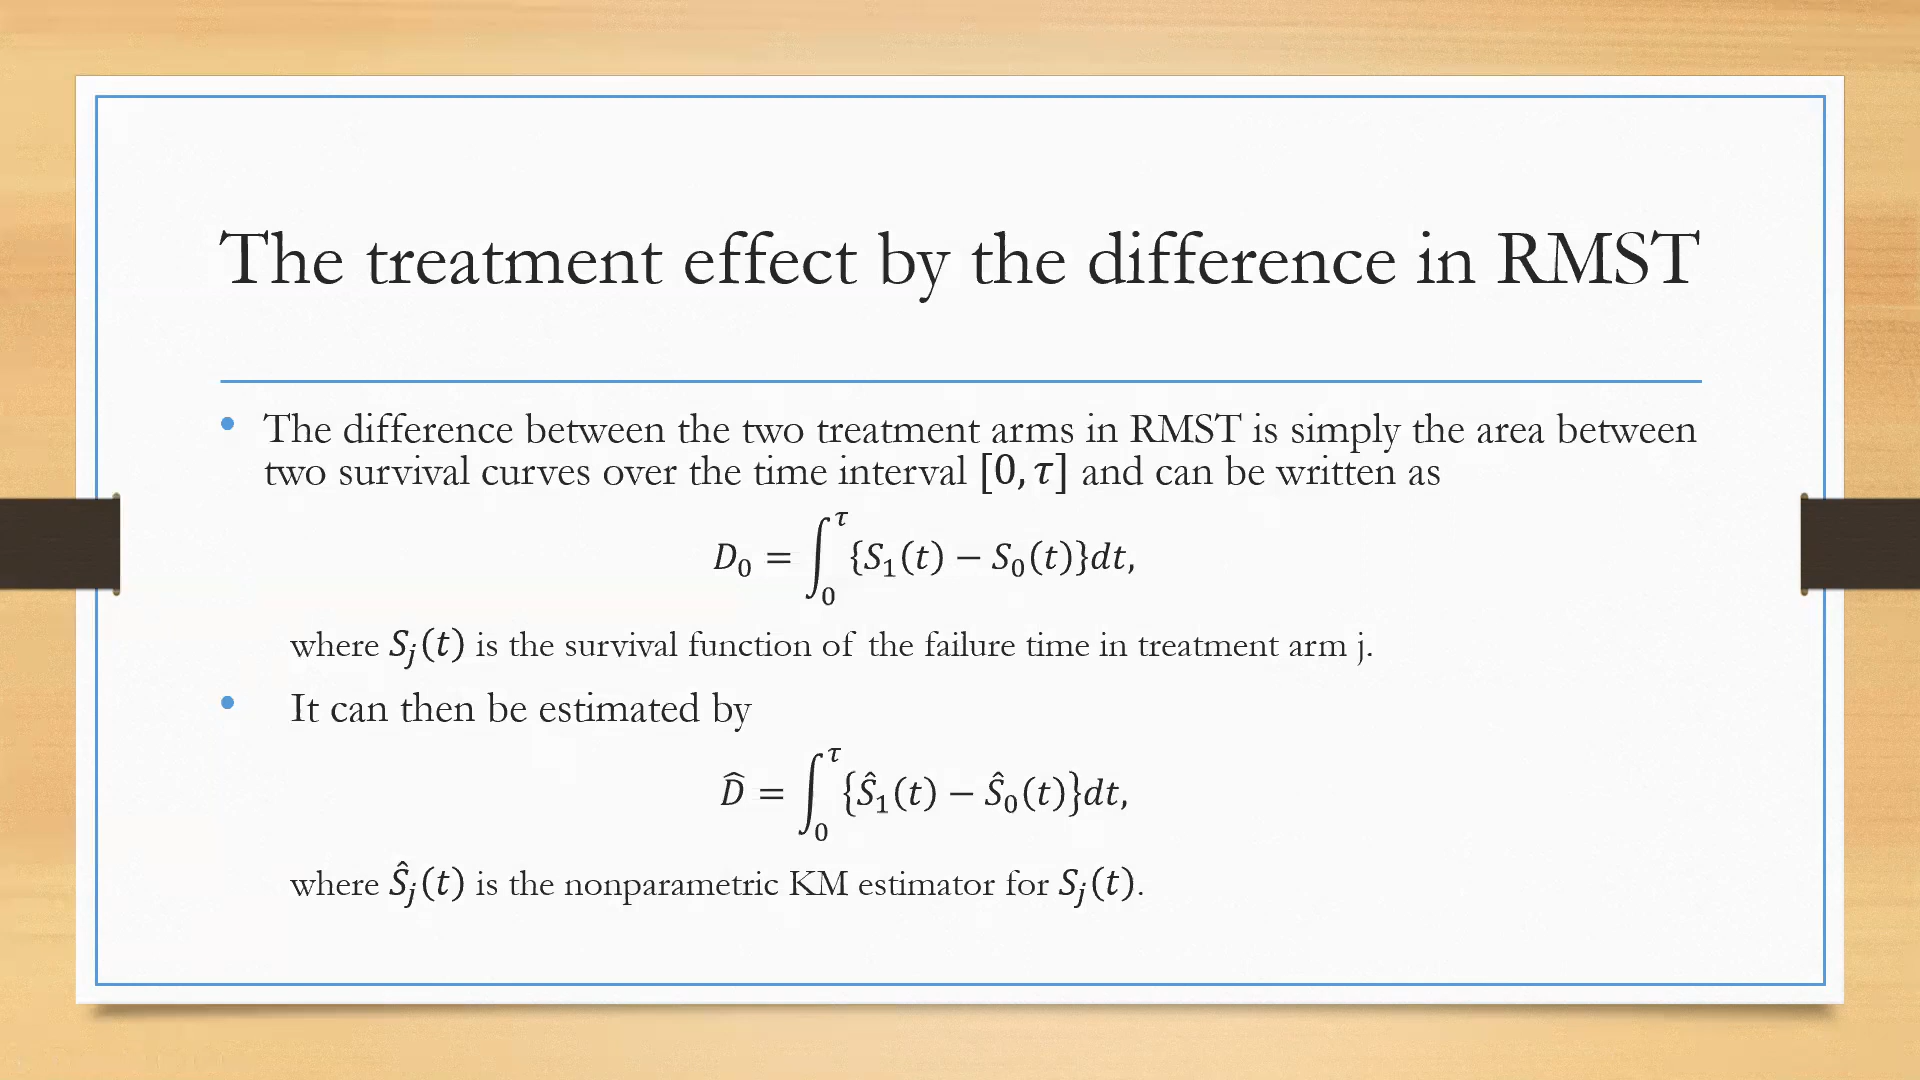 The treatment effect by the difference in RMST
• The difference between the two treatment arms in RMST is simply the area between
two survival curves over the time interval [0, τ] and can be written as
D₀ = ∫₀^τ {S₁(t) − S₀(t)}dt,
where Sⱼ(t) is the survival function of the failure time in treatment arm j.
• It can then be estimated by
D̂ = ∫₀^τ {Ŝ₁(t) − Ŝ₀(t)}dt,
where Ŝⱼ(t) is the nonparametric KM estimator for Sⱼ(t).